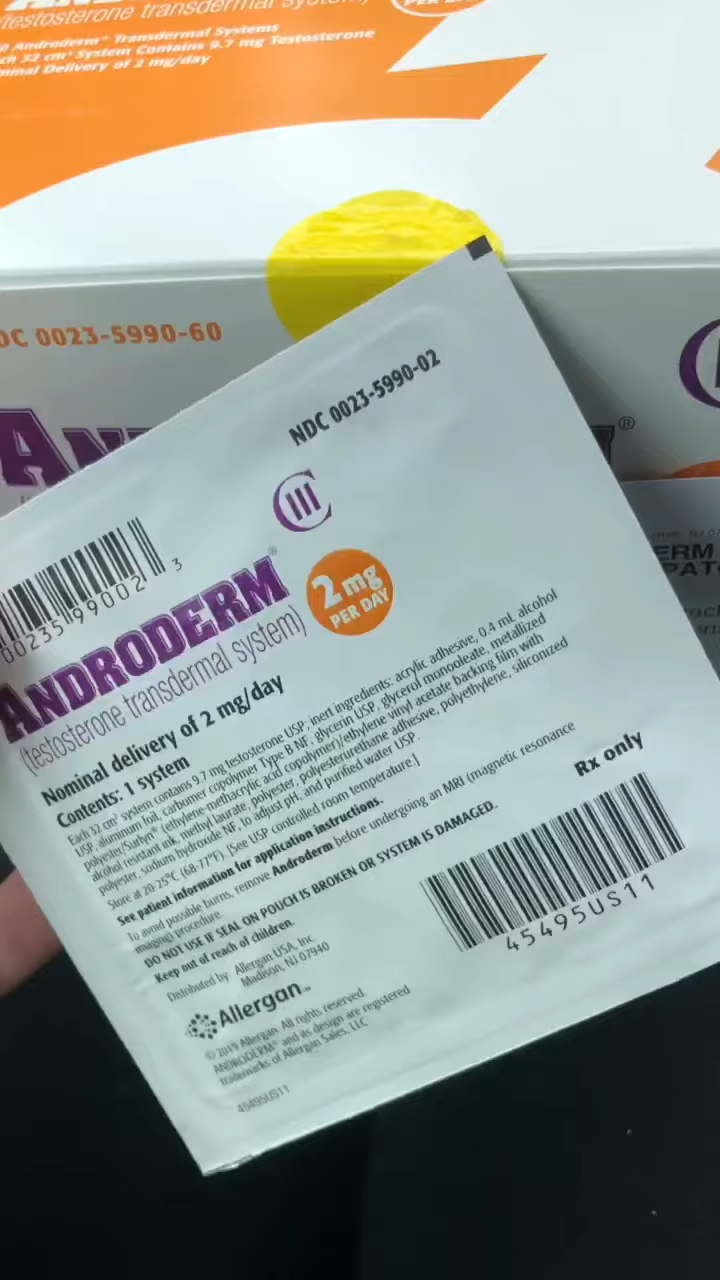 (testosterone transdermal system)
Androderm® Transdermal Systems
32 cm² System Contains 9.7 mg Testosterone
Delivery of 2 mg/day
0023-5990-60
®
NDC 0023-5990-02
CIII
ANDRODERM®
(testosterone transdermal system)
2 mg
PER DAY
0023599002 3
Nominal delivery of 2 mg/day
Contents: 1 system
Each 32 cm² system contains 9.7 mg testosterone USP; inert ingredients: acrylic adhesive, 0.4 mL alcohol
USP, aluminum foil, carbomer copolymer Type B NF, glycerin USP, glycerol monooleate, metallized
polyester/Surlyn® (ethylene-methacrylic acid copolymer)/ethylene vinyl acetate backing film with
alcohol resistant ink, methyl laurate, polyester, polyesterurethane adhesive, polyethylene, siliconized
polyester, sodium hydroxide NF, to adjust pH, and purified water USP.
Store at 20-25°C (68-77°F) [See USP controlled room temperature.]
See patient information for application instructions.
To avoid possible burns, remove Androderm before undergoing an MRI (magnetic resonance
imaging) procedure.
DO NOT USE IF SEAL ON POUCH IS BROKEN OR SYSTEM IS DAMAGED.
Keep out of reach of children.
Rx only
45495US11
Distributed by Allergan USA, Inc.
Madison, NJ 07940
Allergan™
© 2019 Allergan. All rights reserved.
ANDRODERM® and its design are registered
trademarks of Allergan Sales, LLC
45495US11